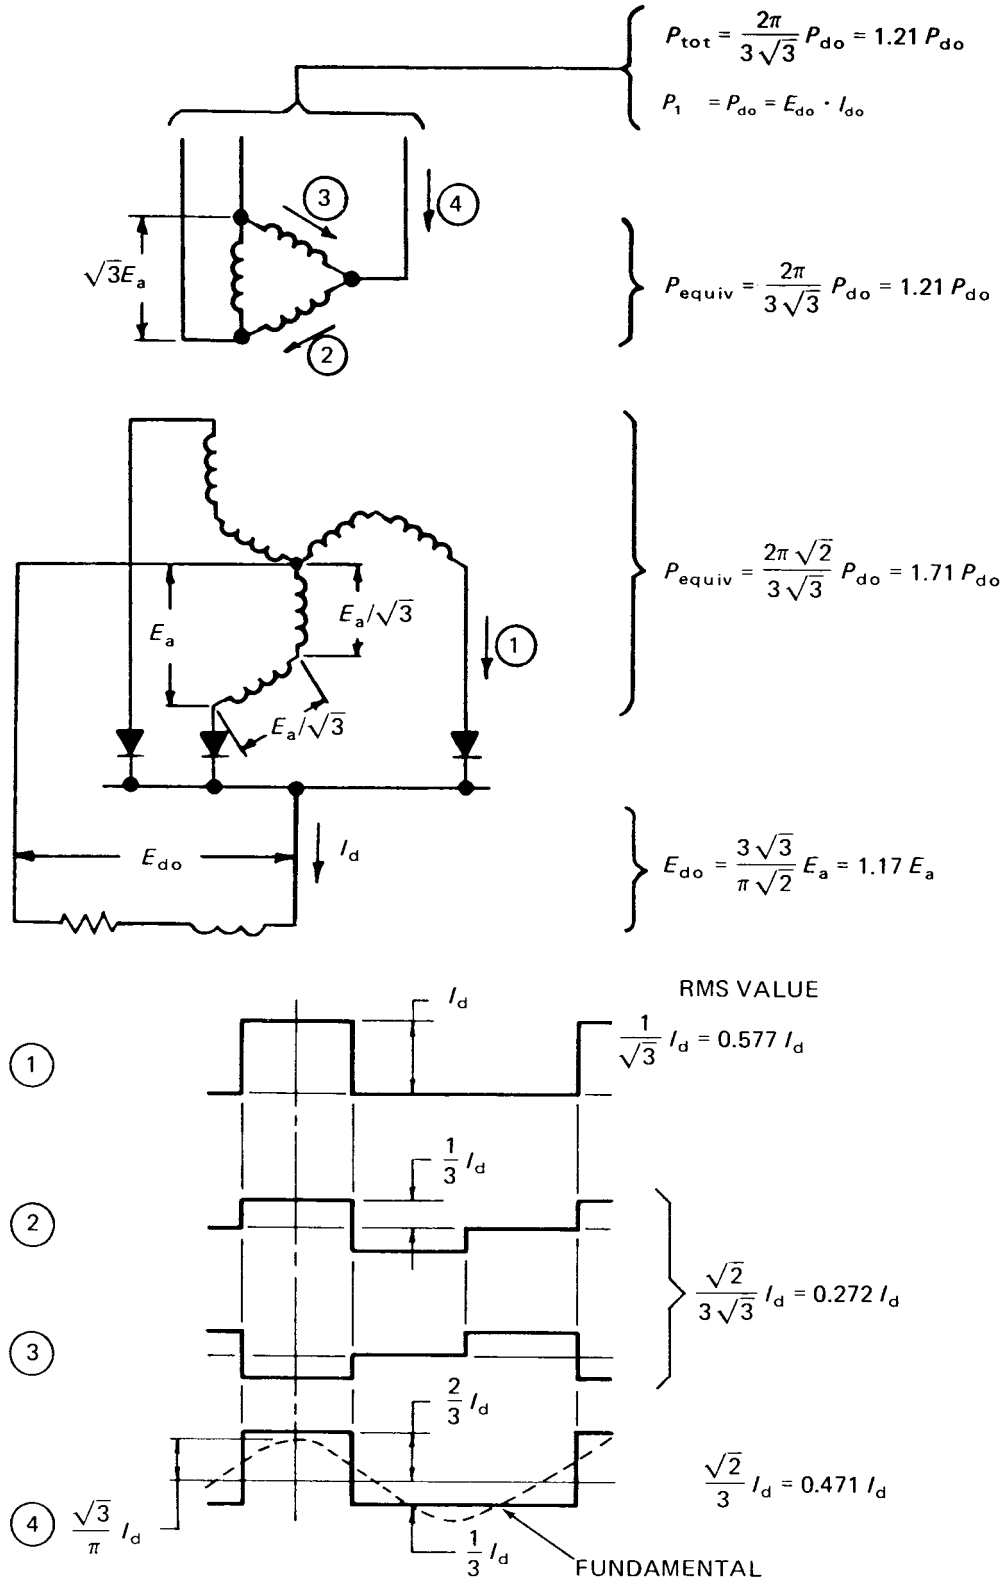 P_tot = 2π / 3√3 P_do = 1.21 P_do
P_1 = P_do = E_do · I_do
3
4
√3E_a
P_equiv = 2π / 3√3 P_do = 1.21 P_do
2
P_equiv = 2π√2 / 3√3 P_do = 1.71 P_do
E_a
E_a/√3
1
E_a/√3
E_do
I_d
E_do = 3√3 / π√2 E_a = 1.17 E_a
RMS VALUE
I_d
1/√3 I_d = 0.577 I_d
1
1/3 I_d
2
√2 / 3√3 I_d = 0.272 I_d
3
2/3 I_d
√2/3 I_d = 0.471 I_d
4
√3/π I_d
1/3 I_d
FUNDAMENTAL